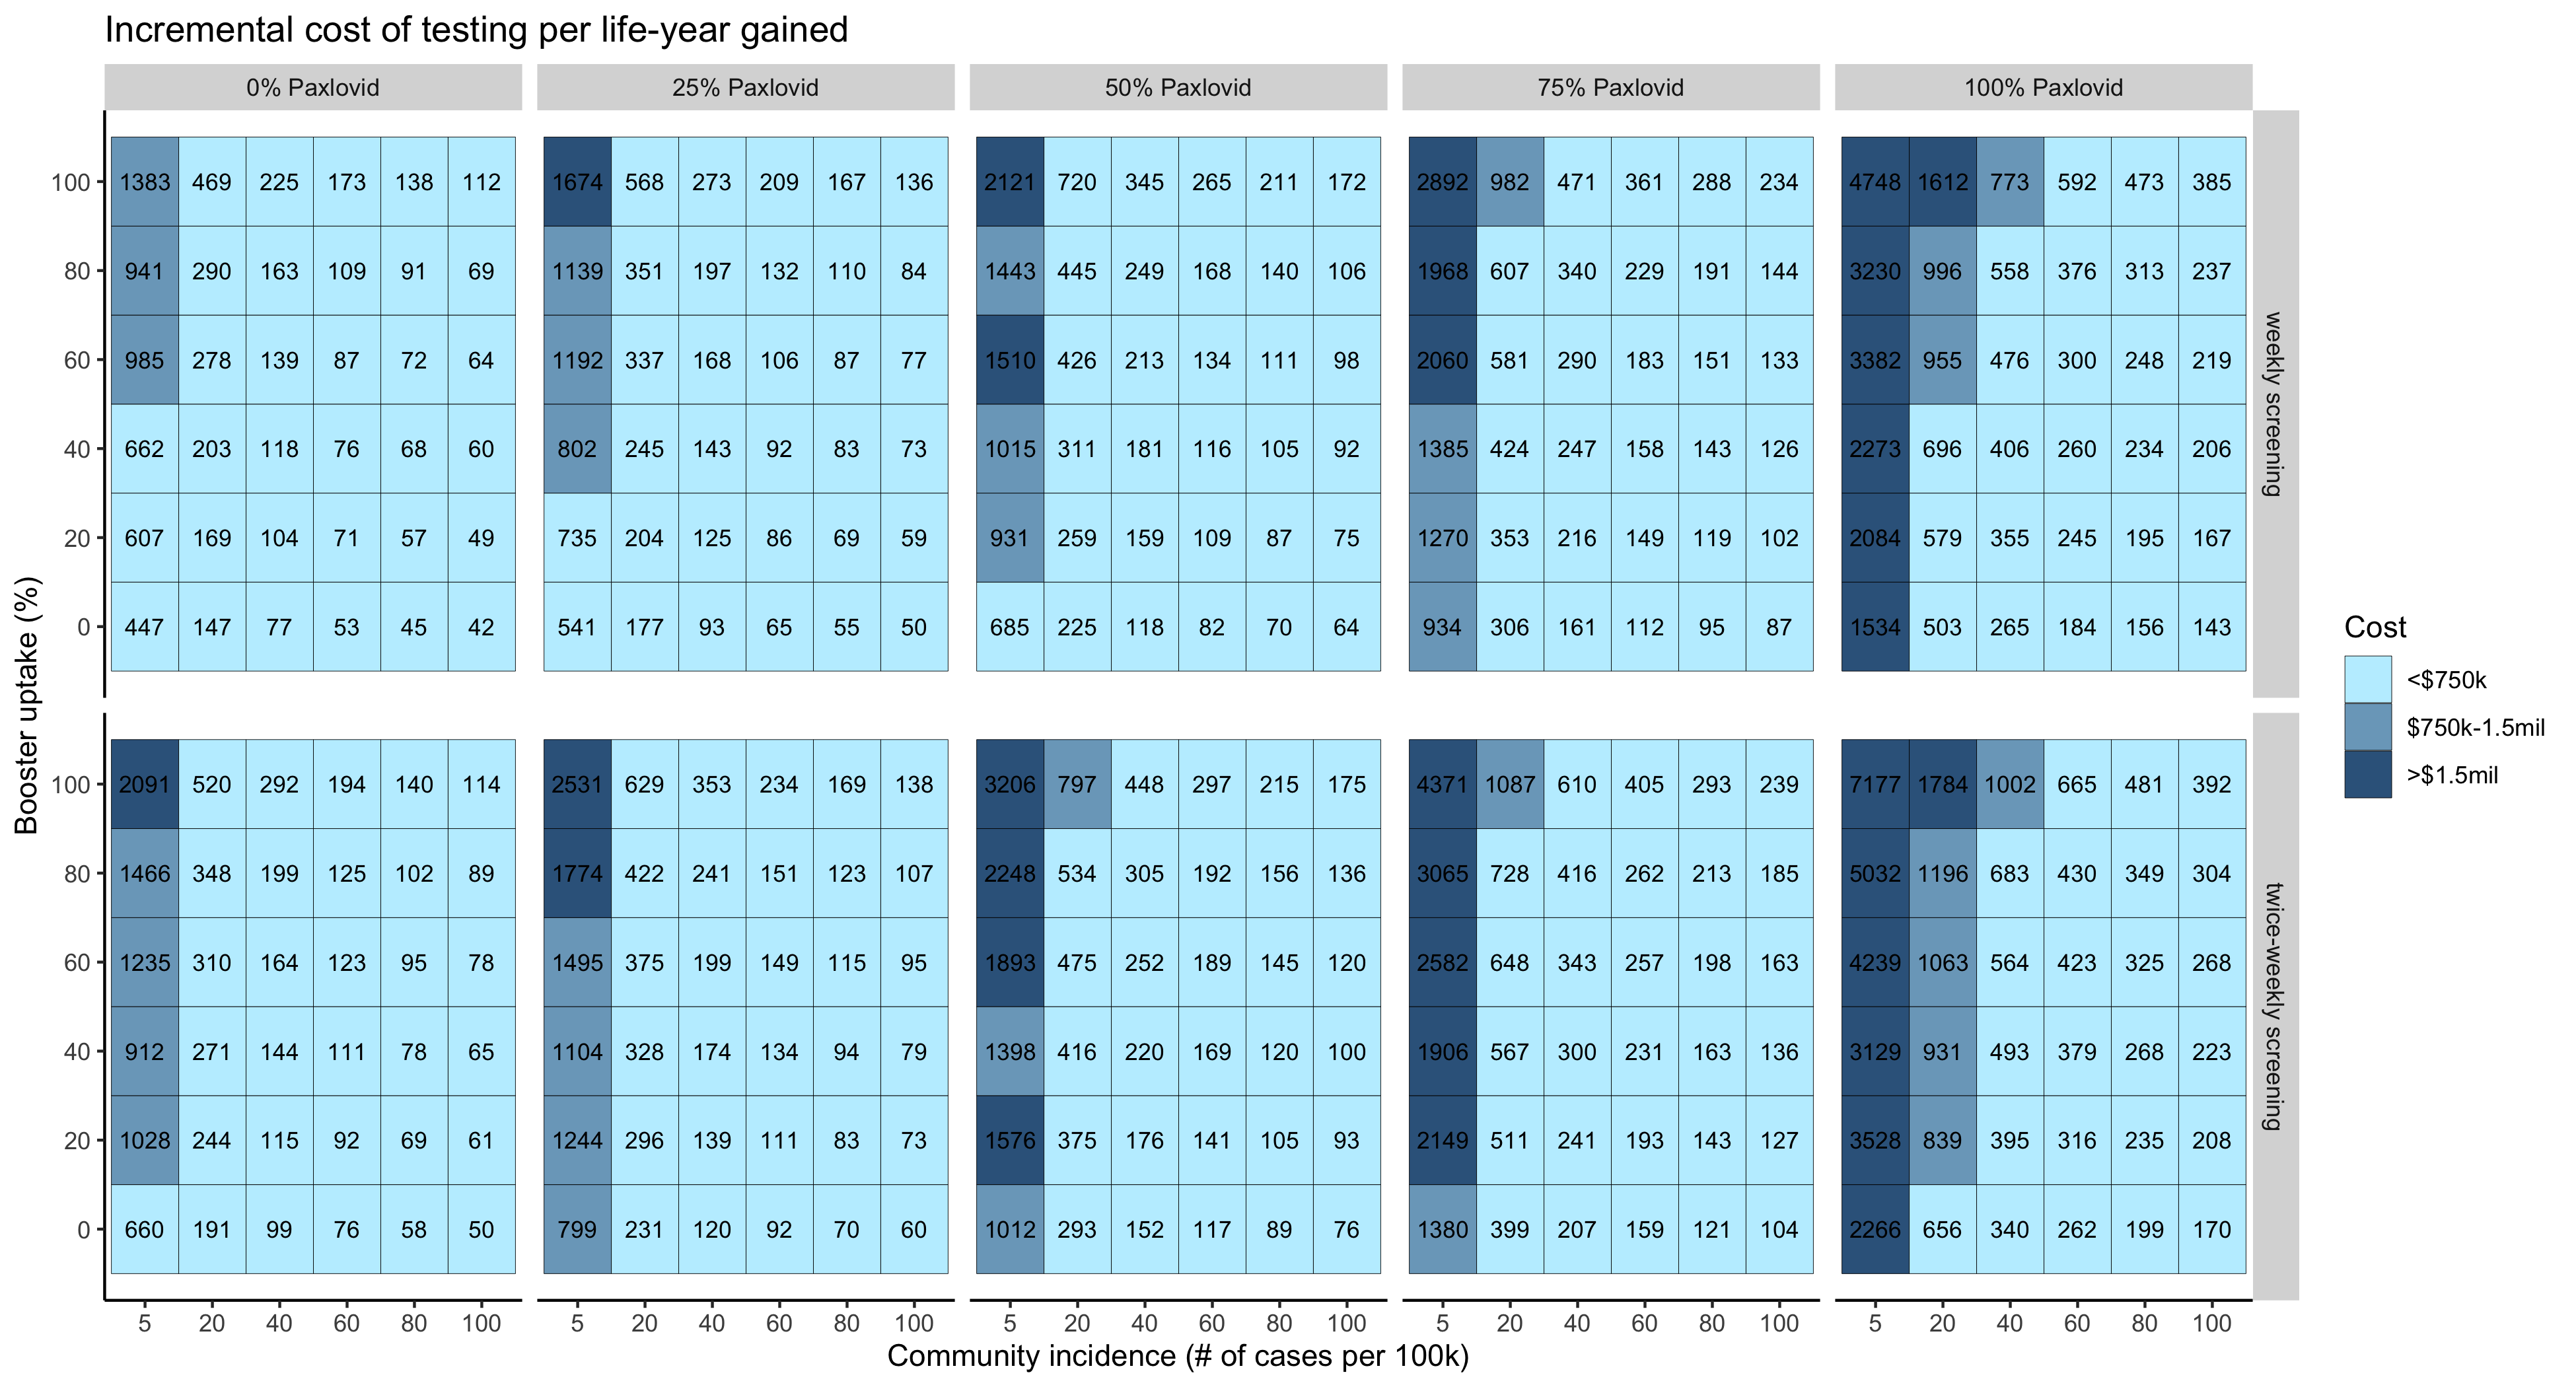 Incremental cost of testing per life-year gained
0% Paxlovid 25% Paxlovid 50% Paxlovid 75% Paxlovid 100% Paxlovid
weekly screening
100 1383 469 225 173 138 112 1674 568 273 209 167 136 2121 720 345 265 211 172 2892 982 471 361 288 234 4748 1612 773 592 473 385
80 941 290 163 109 91 69 1139 351 197 132 110 84 1443 445 249 168 140 106 1968 607 340 229 191 144 3230 996 558 376 313 237
60 985 278 139 87 72 64 1192 337 168 106 87 77 1510 426 213 134 111 98 2060 581 290 183 151 133 3382 955 476 300 248 219
40 662 203 118 76 68 60 802 245 143 92 83 73 1015 311 181 116 105 92 1385 424 247 158 143 126 2273 696 406 260 234 206
20 607 169 104 71 57 49 735 204 125 86 69 59 931 259 159 109 87 75 1270 353 216 149 119 102 2084 579 355 245 195 167
0 447 147 77 53 45 42 541 177 93 65 55 50 685 225 118 82 70 64 934 306 161 112 95 87 1534 503 265 184 156 143
Booster uptake (%)
twice-weekly screening
100 2091 520 292 194 140 114 2531 629 353 234 169 138 3206 797 448 297 215 175 4371 1087 610 405 293 239 7177 1784 1002 665 481 392
80 1466 348 199 125 102 89 1774 422 241 151 123 107 2248 534 305 192 156 136 3065 728 416 262 213 185 5032 1196 683 430 349 304
60 1235 310 164 123 95 78 1495 375 199 149 115 95 1893 475 252 189 145 120 2582 648 343 257 198 163 4239 1063 564 423 325 268
40 912 271 144 111 78 65 1104 328 174 134 94 79 1398 416 220 169 120 100 1906 567 300 231 163 136 3129 931 493 379 268 223
20 1028 244 115 92 69 61 1244 296 139 111 83 73 1576 375 176 141 105 93 2149 511 241 193 143 127 3528 839 395 316 235 208
0 660 191 99 76 58 50 799 231 120 92 70 60 1012 293 152 117 89 76 1380 399 207 159 121 104 2266 656 340 262 199 170
5 20 40 60 80 100 5 20 40 60 80 100 5 20 40 60 80 100 5 20 40 60 80 100 5 20 40 60 80 100
Community incidence (# of cases per 100k)
Cost
<$750k
$750k-1.5mil
>$1.5mil